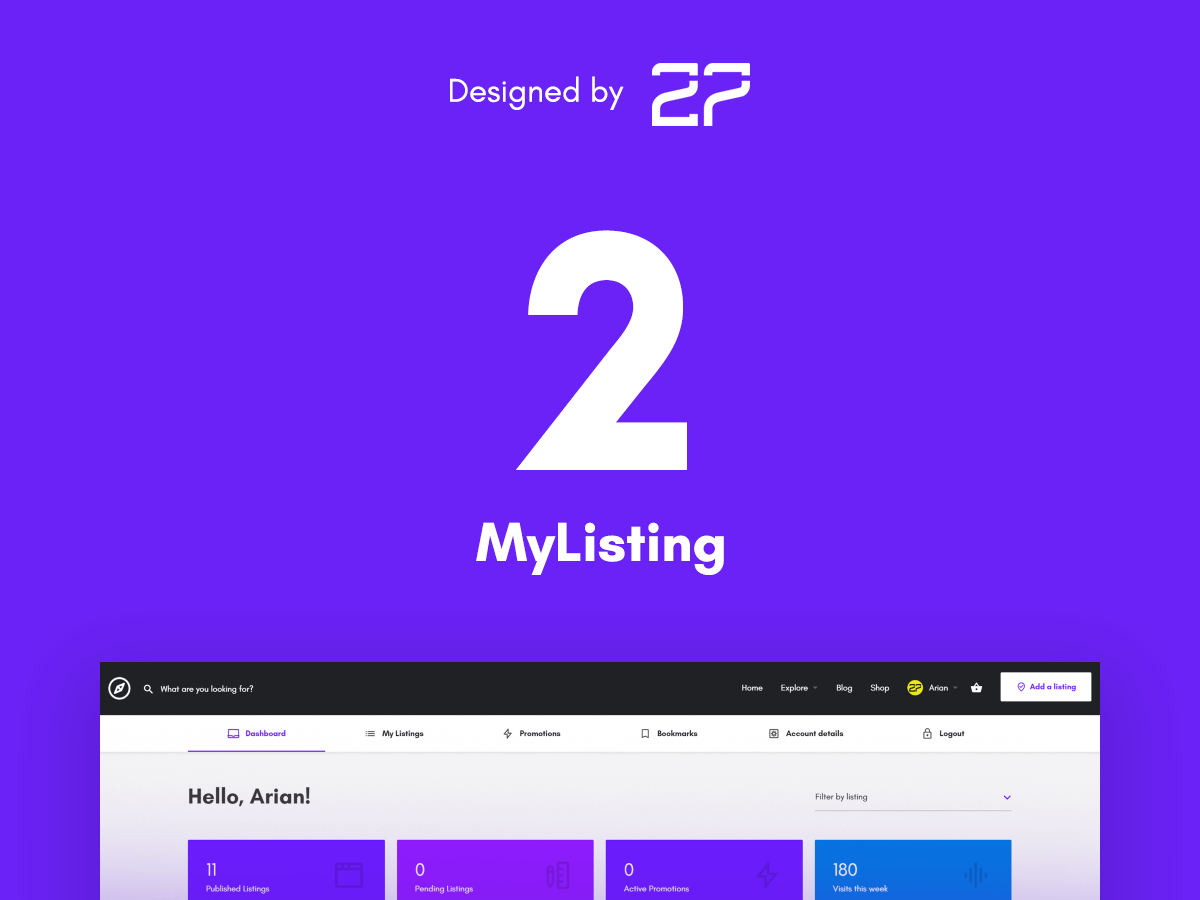 Designed by 27
2
MyListing
What are you looking for?
Home Explore Blog Shop 27 Arian Add a listing
Dashboard My Listings Promotions Bookmarks Account details Logout
Hello, Arian!
Filter by listing
11 0 0 180
Published Listings Pending Listings Active Promotions Visits this week